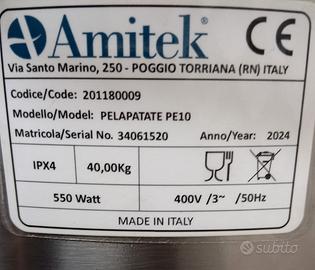 Amitek CE
Via Santo Marino, 250 - POGGIO TORRIANA (RN) ITALY
Codice/Code: 201180009
Modello/Model: PELAPATATE PE10
Matricola/Serial No. 34061520 Anno/Year: 2024
IPX4 40,00Kg
550 Watt 400V /3~ /50Hz
MADE IN ITALY
subito